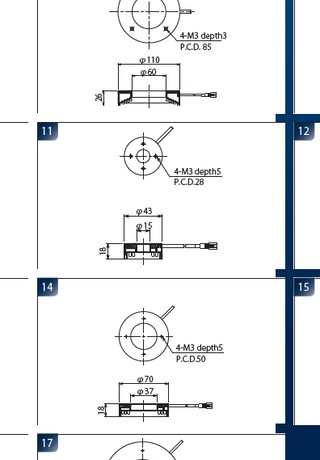 4-M3 depth3
P.C.D. 85
φ110
φ60
26
11
12
4-M3 depth5
P.C.D.28
φ43
φ15
18
14
15
4-M3 depth5
P.C.D.50
φ70
φ37
18
17